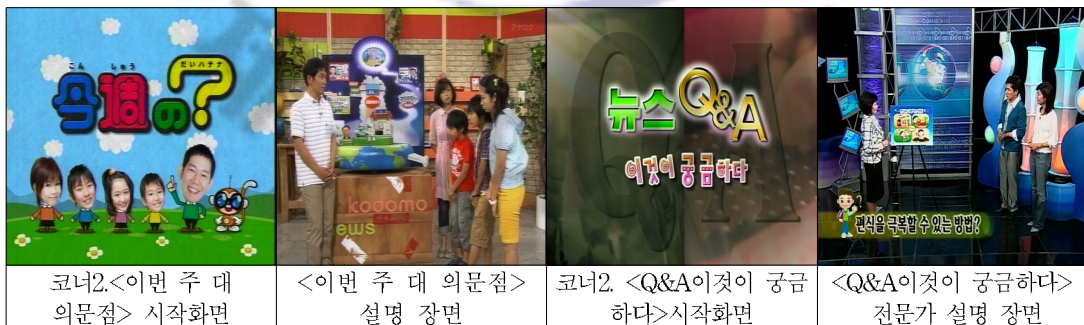 こん しゅう だいハテナ
今週の?
kodomo
ews
뉴스 Q&A
이것이 궁금하다
편식을 극복할 수 있는 방법?
코너2.<이번 주 대
의문점> 시작화면
<이번 주 대 의문점>
설명 장면
코너2. <Q&A이것이 궁금
하다>시작화면
<Q&A이것이 궁금하다>
전문가 설명 장면